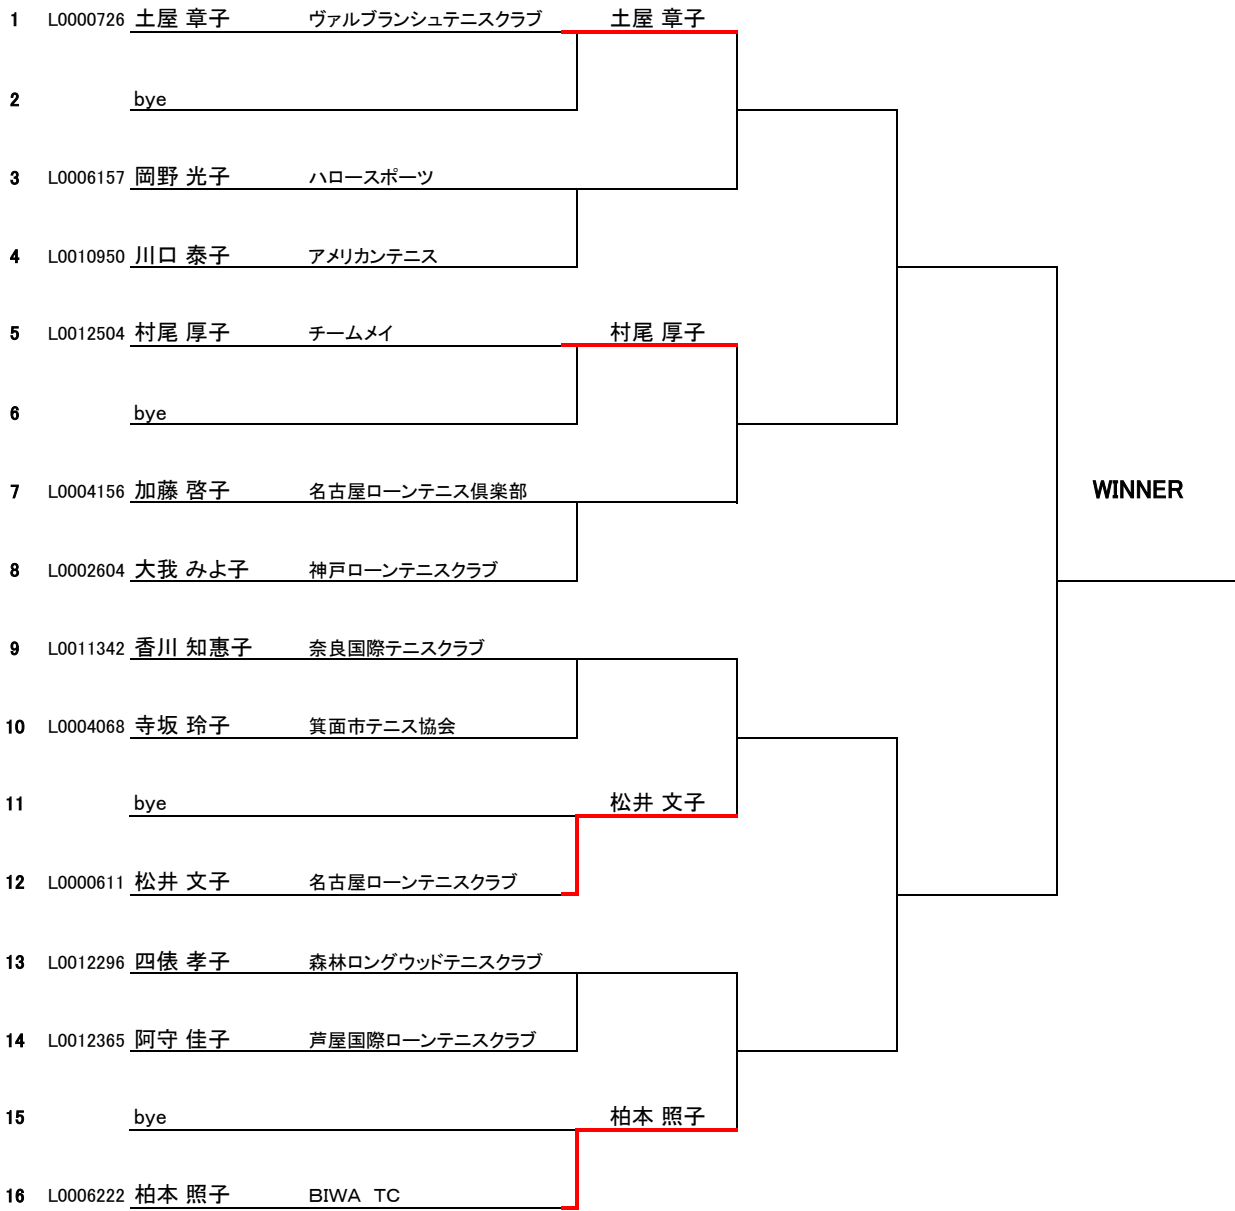 1 L0000726 土屋 章子 ヴァルブランシュテニスクラブ 土屋 章子
2 bye
3 L0006157 岡野 光子 ハロースポーツ
4 L0010950 川口 泰子 アメリカンテニス
5 L0012504 村尾 厚子 チームメイ 村尾 厚子
6 bye
7 L0004156 加藤 啓子 名古屋ローンテニス倶楽部 WINNER
8 L0002604 大我 みよ子 神戸ローンテニスクラブ
9 L0011342 香川 知恵子 奈良国際テニスクラブ
10 L0004068 寺坂 玲子 箕面市テニス協会
11 bye 松井 文子
12 L0000611 松井 文子 名古屋ローンテニスクラブ
13 L0012296 四俵 孝子 森林ロングウッドテニスクラブ
14 L0012365 阿守 佳子 芦屋国際ローンテニスクラブ
15 bye 柏本 照子
16 L0006222 柏本 照子 BIWA TC